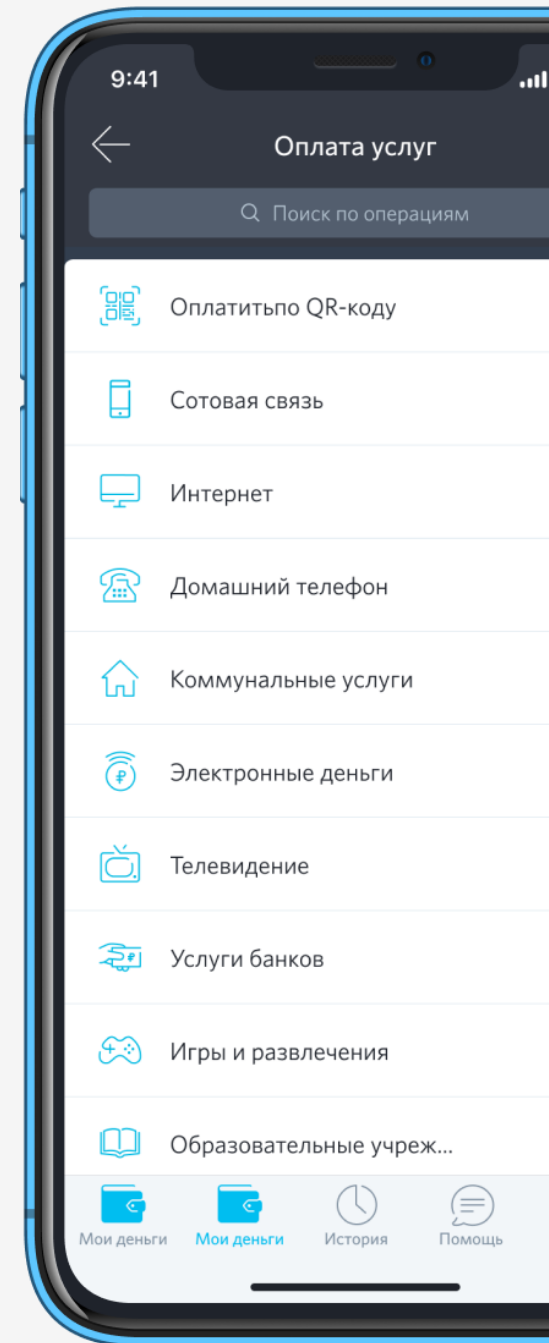 9:41
Оплата услуг
Поиск по операциям
Оплатитьпо QR-коду
Сотовая связь
Интернет
Домашний телефон
Коммунальные услуги
Электронные деньги
Телевидение
Услуги банков
Игры и развлечения
Образовательные учреж...
Мои деньги Мои деньги История Помощь